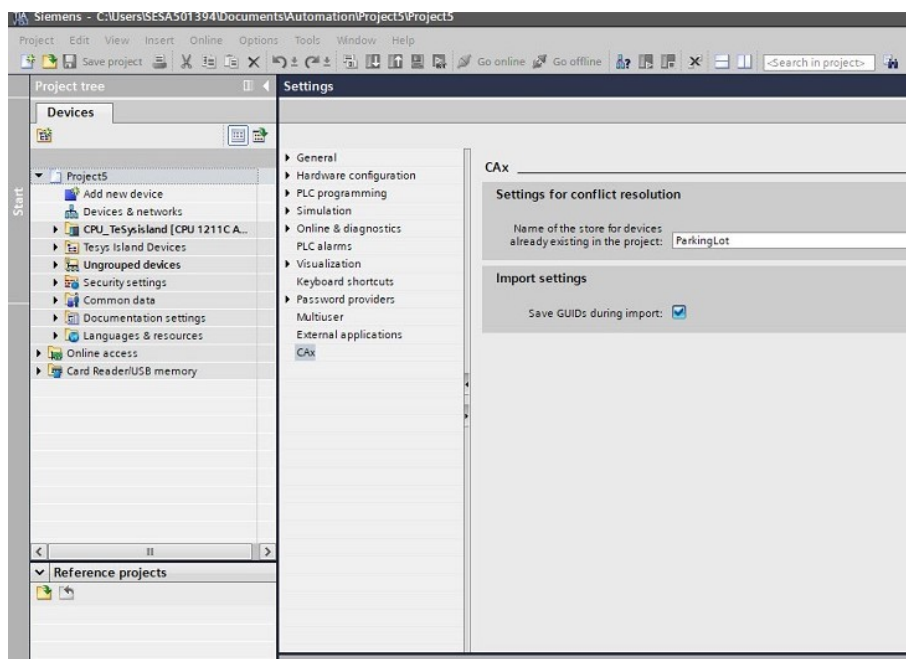 Siemens - C:\Users\SESA501394\Documents\Automation\Project5\Project5
Project Edit View Insert Online Options Tools Window Help
Save project Go online Go offline <Search in project>
Project tree
Settings
Devices
Start
Project5
Add new device
Devices & networks
CPU_TeSysisland [CPU 1211C A...
Tesys Island Devices
Ungrouped devices
Security settings
Common data
Documentation settings
Languages & resources
Online access
Card Reader/USB memory
Reference projects
General
Hardware configuration
PLC programming
Simulation
Online & diagnostics
PLC alarms
Visualization
Keyboard shortcuts
Password providers
Multiuser
External applications
CAx
CAx
Settings for conflict resolution
Name of the store for devices
already existing in the project: ParkingLot
Import settings
Save GUIDs during import: